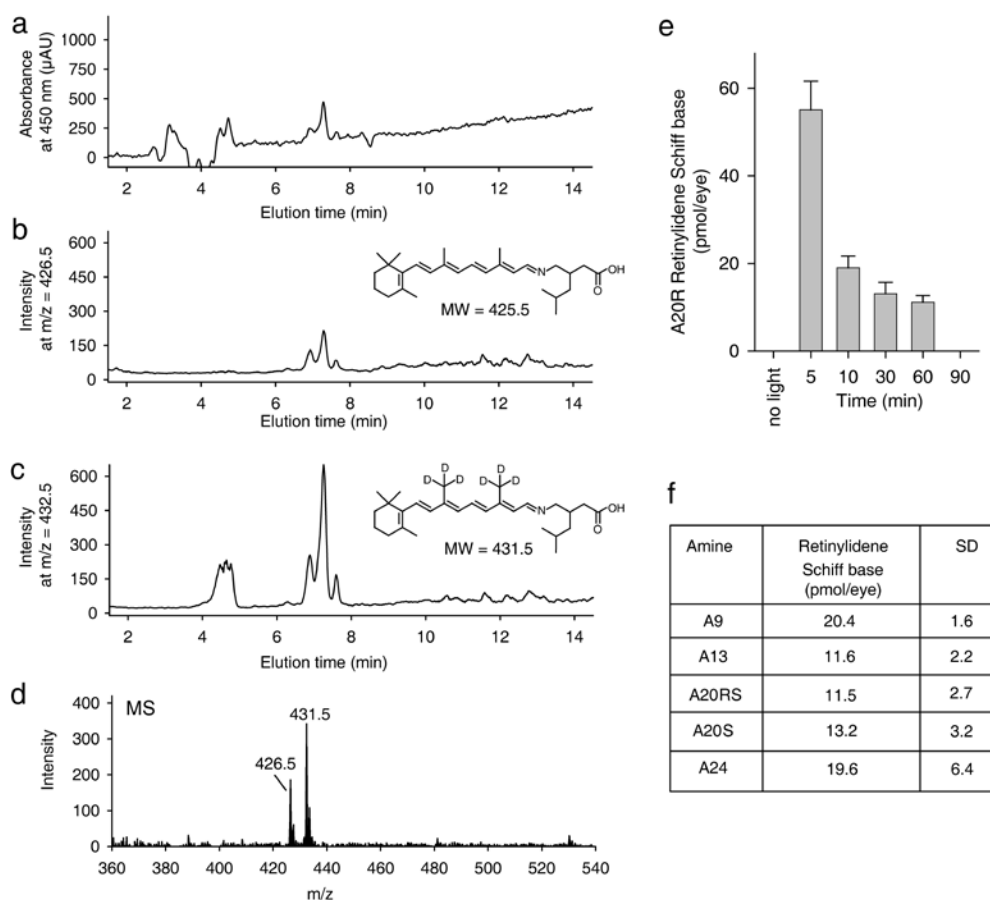 a
Absorbance
at 450 nm (µAU)
1000
750
500
250
0
2 4 6 8 10 12 14
Elution time (min)
b
Intensity
at m/z = 426.5
600
450
300
150
0
N
OH
O
MW = 425.5
2 4 6 8 10 12 14
Elution time (min)
c
Intensity
at m/z = 432.5
600
450
300
150
0
D D
D D D D
N
OH
O
MW = 431.5
2 4 6 8 10 12 14
Elution time (min)
d
MS
Intensity
400
300
200
100
0
431.5
426.5
360 380 400 420 440 460 480 500 520 540
m/z
e
A20R Retinylidene Schiff base
(pmol/eye)
60
40
20
0
no light 5 10 30 60 90
Time (min)
f
Amine Retinylidene SD
Schiff base
(pmol/eye)
A9 20.4 1.6
A13 11.6 2.2
A20RS 11.5 2.7
A20S 13.2 3.2
A24 19.6 6.4